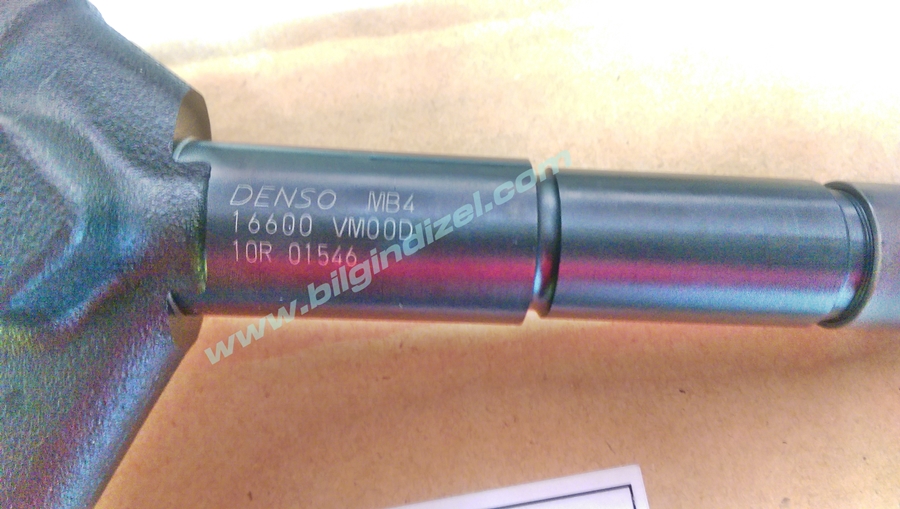 DENSO MB4
16600 VM00D
10R 01546
www.bilgindizel.com